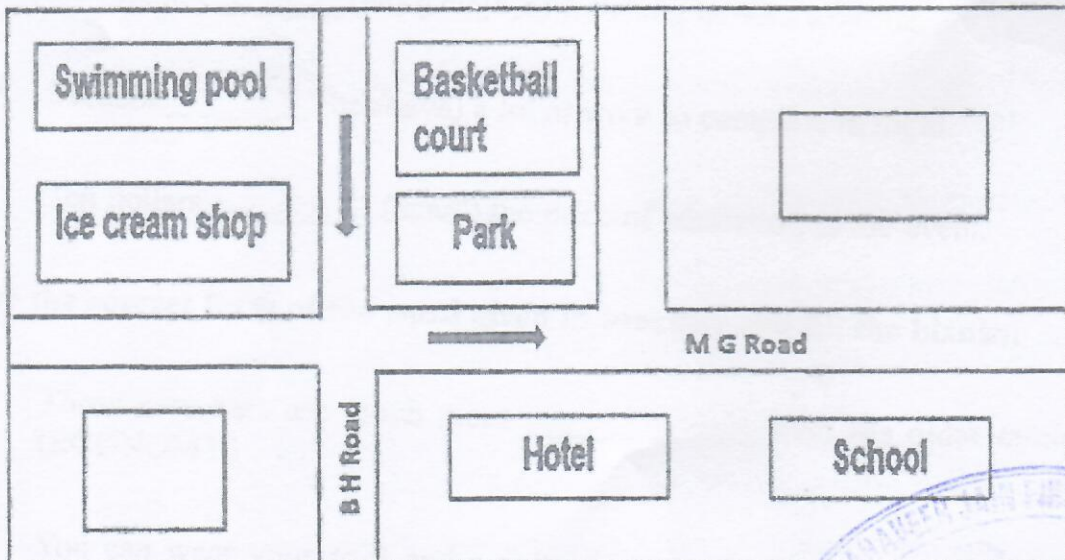 Swimming pool
Basketball
court
Ice cream shop
Park
M G Road
B H Road
Hotel
School